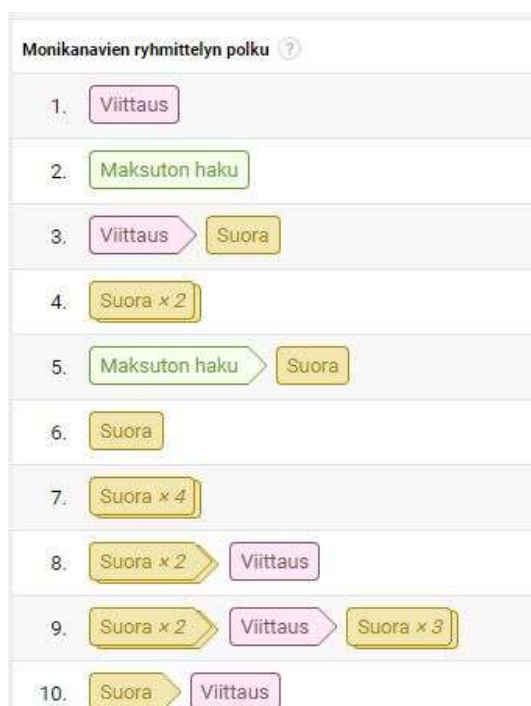 Monikanavien ryhmittelyn polku ?
1. Viittaus
2. Maksuton haku
3. Viittaus Suora
4. Suora × 2
5. Maksuton haku Suora
6. Suora
7. Suora × 4
8. Suora × 2 Viittaus
9. Suora × 2 Viittaus Suora × 3
10. Suora Viittaus